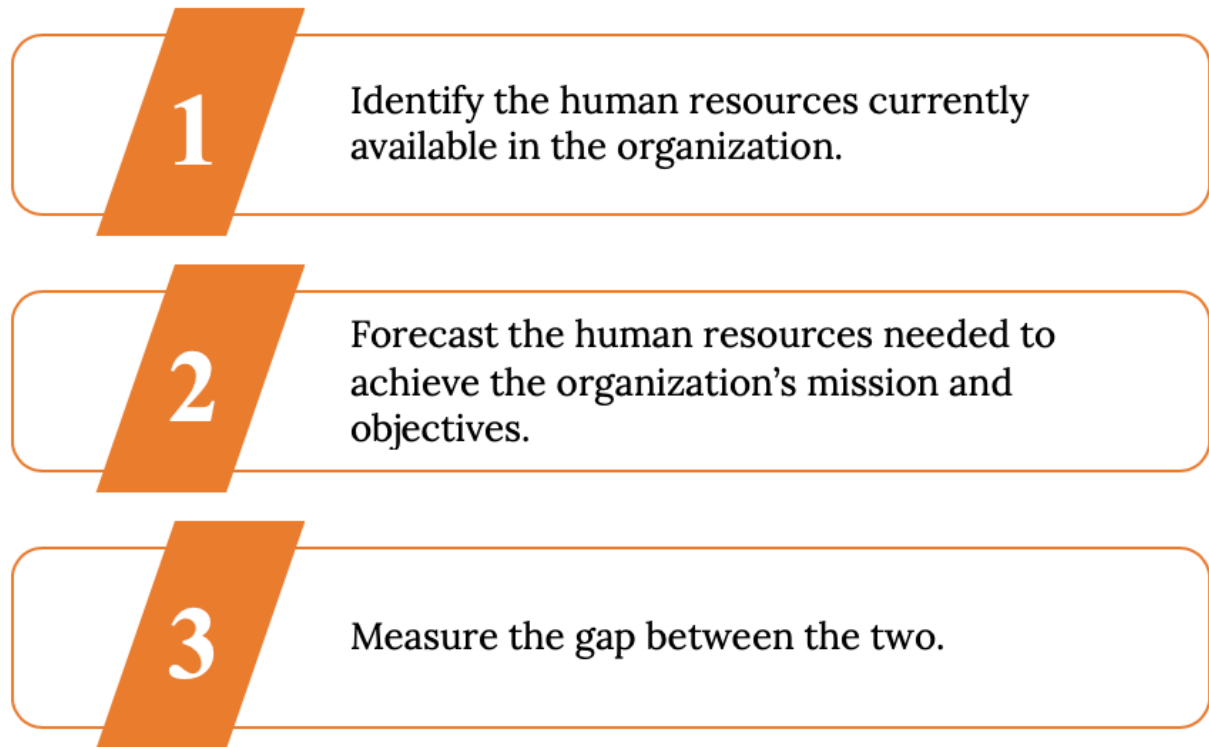 1
Identify the human resources currently
available in the organization.
2
Forecast the human resources needed to
achieve the organization’s mission and
objectives.
3
Measure the gap between the two.